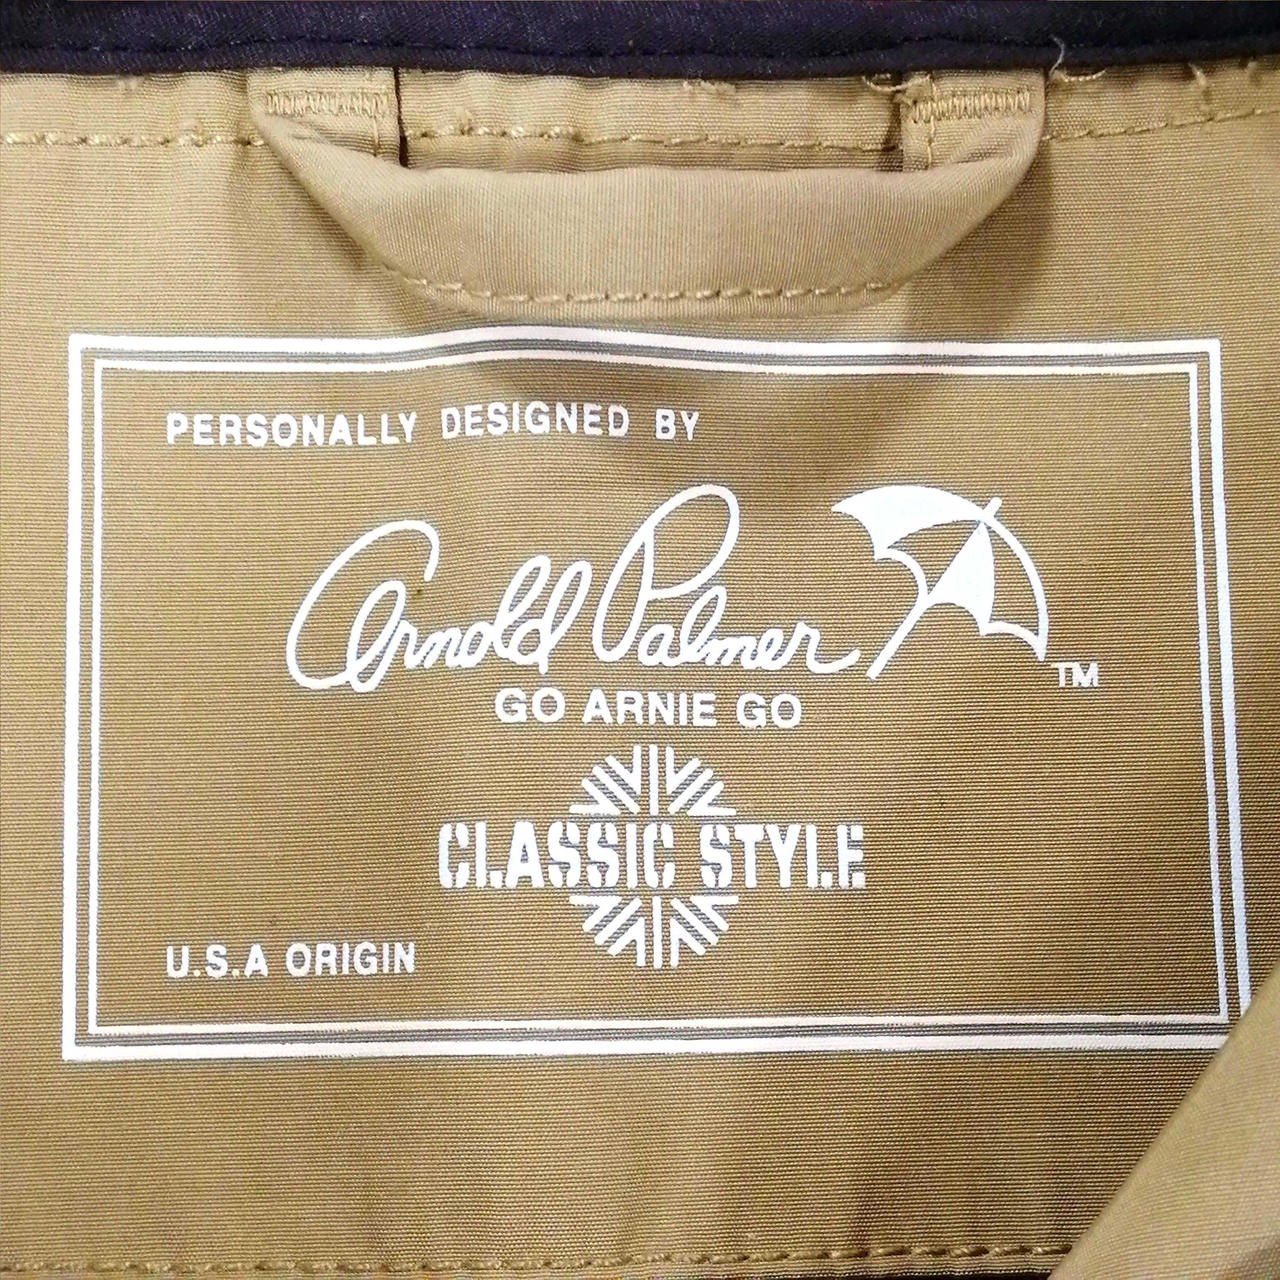 PERSONALLY DESIGNED BY
Arnold Palmer
TM
GO ARNIE GO
CLASSIC STYLE
U.S.A ORIGIN